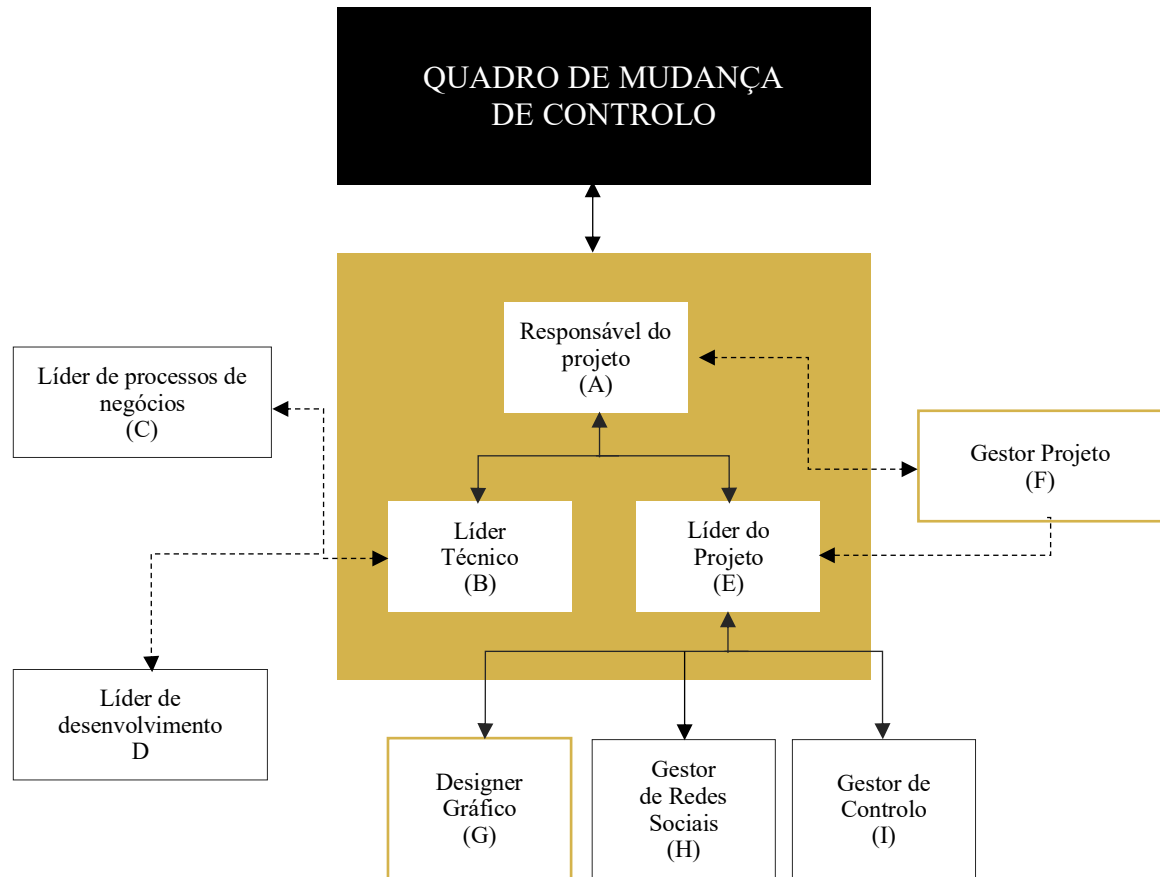 QUADRO DE MUDANÇA
DE CONTROLO
Responsável do
projeto
(A)
Líder de processos de
negócios
(C)
Gestor Projeto
(F)
Líder
Técnico
(B)
Líder do
Projeto
(E)
Líder de
desenvolvimento
D
Designer
Gráfico
(G)
Gestor
de Redes
Sociais
(H)
Gestor de
Controlo
(I)